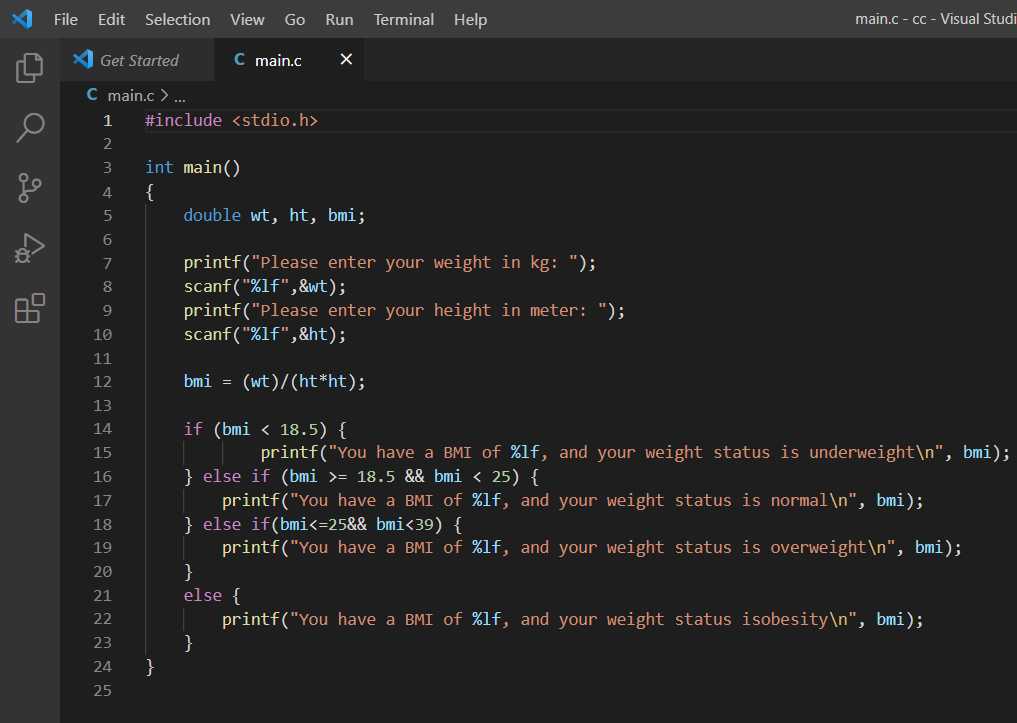 File Edit Selection View Go Run Terminal Help main.c - cc - Visual Studi
Get Started C main.c ×
C main.c > ...
1 #include <stdio.h>
2
3 int main()
4 {
5 double wt, ht, bmi;
6
7 printf("Please enter your weight in kg: ");
8 scanf("%lf",&wt);
9 printf("Please enter your height in meter: ");
10 scanf("%lf",&ht);
11
12 bmi = (wt)/(ht*ht);
13
14 if (bmi < 18.5) {
15 printf("You have a BMI of %lf, and your weight status is underweight\n", bmi);
16 } else if (bmi >= 18.5 && bmi < 25) {
17 printf("You have a BMI of %lf, and your weight status is normal\n", bmi);
18 } else if(bmi<=25&& bmi<39) {
19 printf("You have a BMI of %lf, and your weight status is overweight\n", bmi);
20 }
21 else {
22 printf("You have a BMI of %lf, and your weight status isobesity\n", bmi);
23 }
24 }
25